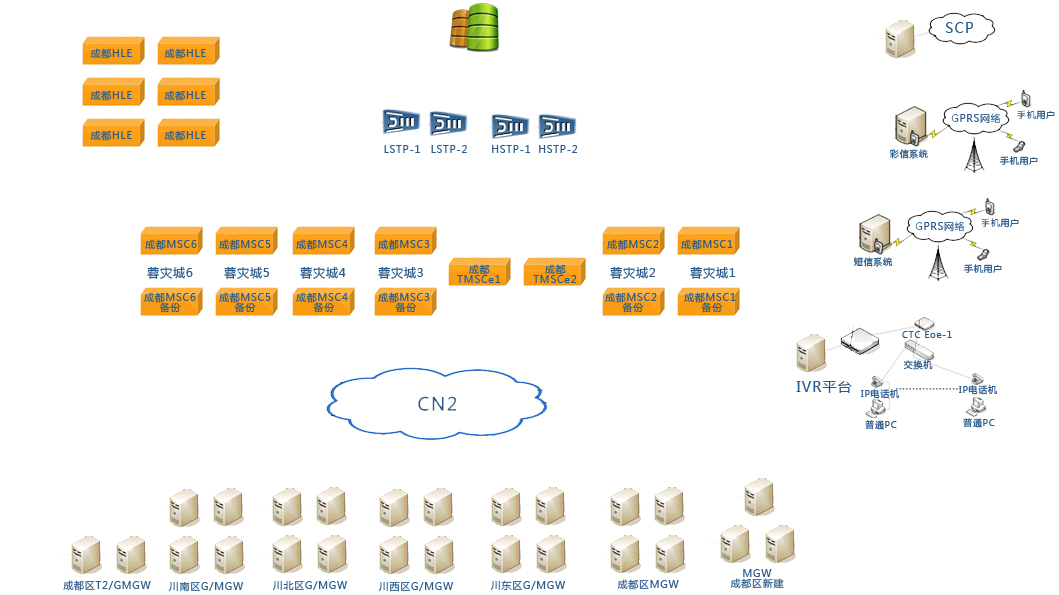 SCP
成都HLE
成都HLE
成都HLE
成都HLE
成都HLE
成都HLE
LSTP-1
LSTP-2
HSTP-1
HSTP-2
GPRS网络
手机用户
彩信系统
手机用户
GPRS网络
手机用户
短信系统
手机用户
成都MSC6
成都MSC5
成都MSC4
成都MSC3
成都MSC2
成都MSC1
蓉灾城6
蓉灾城5
蓉灾城4
蓉灾城3
成都
TMSCe1
成都
TMSCe2
蓉灾城2
蓉灾城1
成都MSC6
备份
成都MSC5
备份
成都MSC4
备份
成都MSC3
备份
成都MSC2
备份
成都MSC1
备份
CTC Eoe-1
交换机
IVR平台
IP电话机
IP电话机
普通PC
普通PC
CN2
成都区T2/GMGW
川南区G/MGW
川北区G/MGW
川西区G/MGW
川东区G/MGW
成都区MGW
MGW
成都区新建